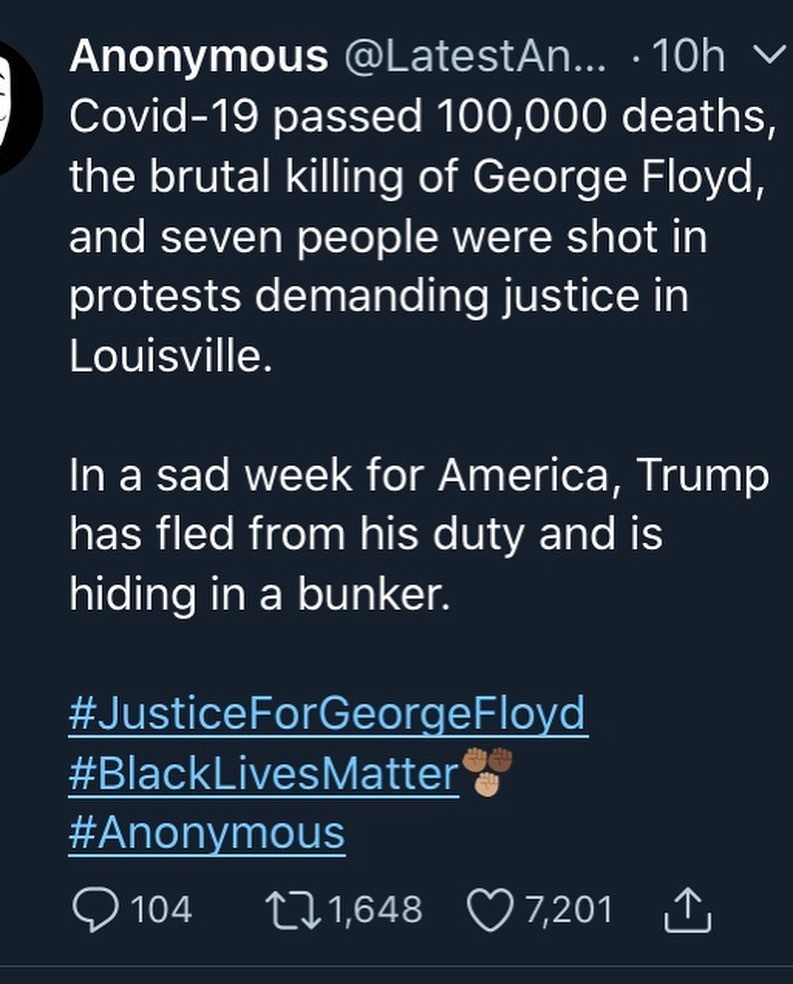 Anonymous @LatestAn... · 10h
Covid-19 passed 100,000 deaths,
the brutal killing of George Floyd,
and seven people were shot in
protests demanding justice in
Louisville.
In a sad week for America, Trump
has fled from his duty and is
hiding in a bunker.
#JusticeForGeorgeFloyd
#BlackLivesMatter
#Anonymous
104 1,648 7,201